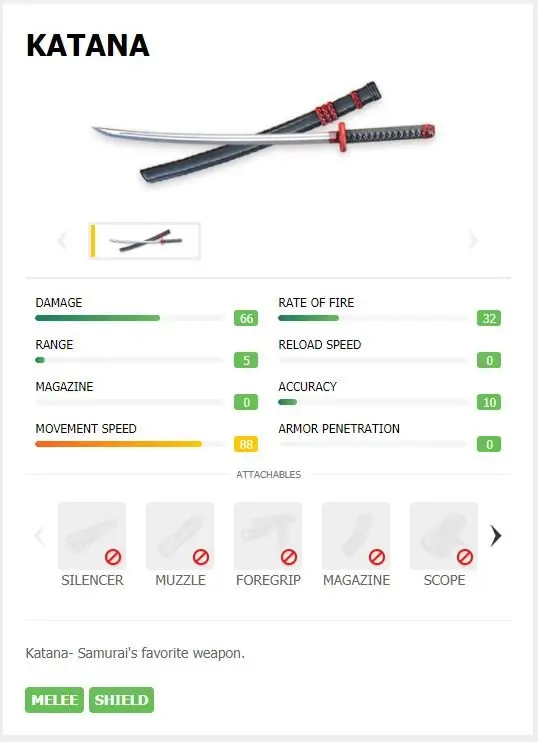 KATANA
DAMAGE
66
RATE OF FIRE
32
RANGE
5
RELOAD SPEED
0
MAGAZINE
0
ACCURACY
10
MOVEMENT SPEED
88
ARMOR PENETRATION
0
ATTACHABLES
SILENCER MUZZLE FOREGRIP MAGAZINE SCOPE
Katana- Samurai's favorite weapon.
MELEE SHIELD